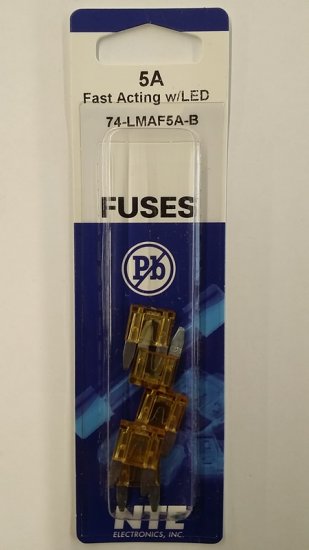 5A
Fast Acting w/LED
74-LMAF5A-B
FUSES
Pb
NTE
ELECTRONICS, INC.